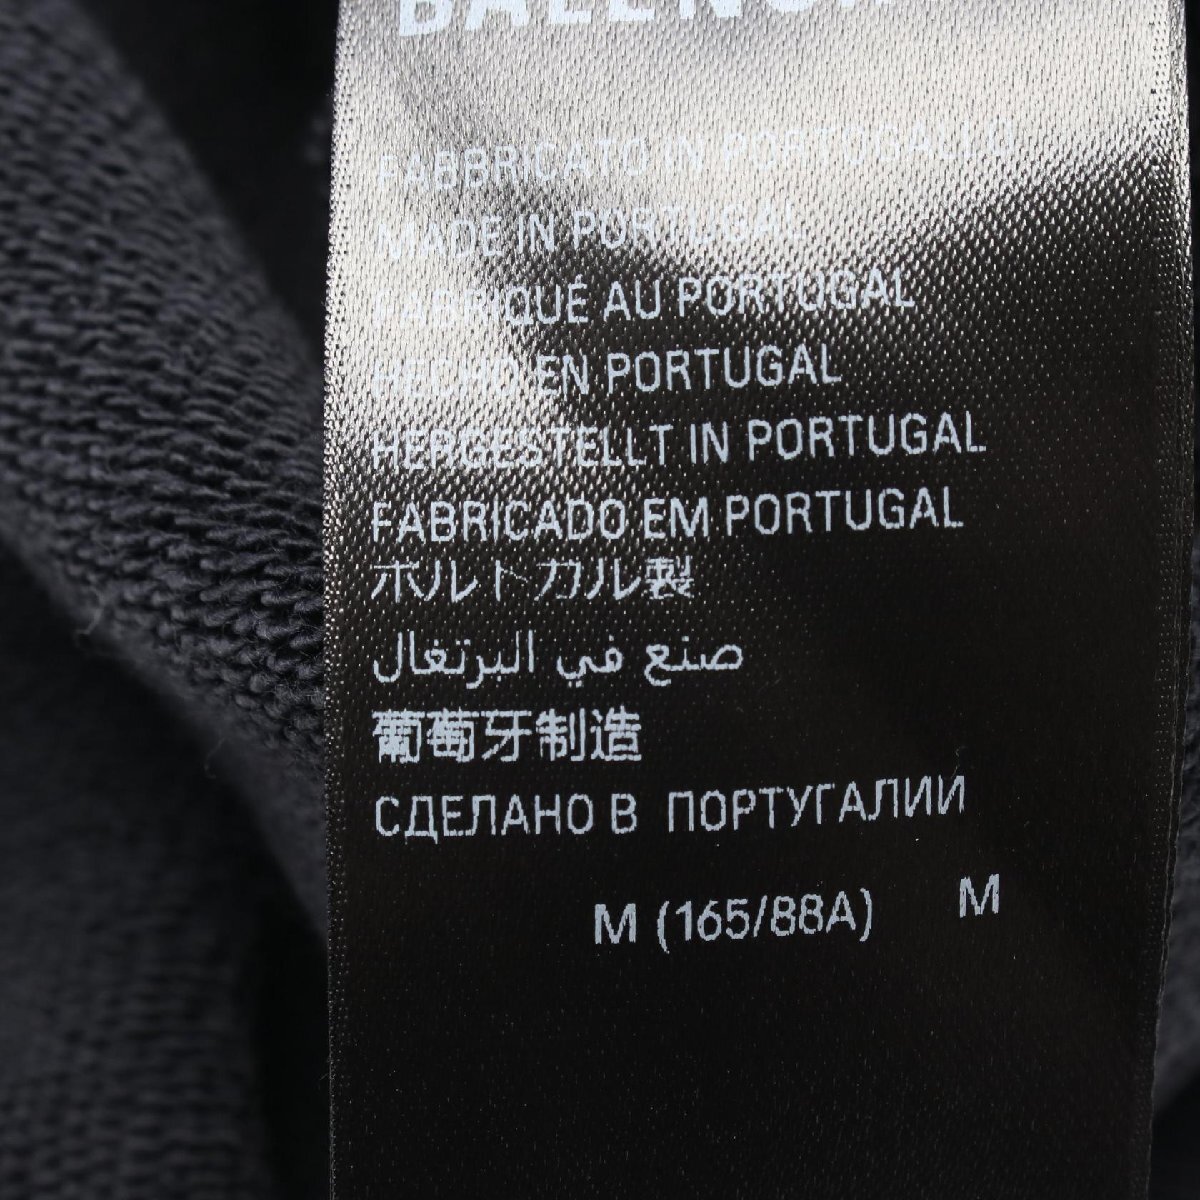 FABBRICATO IN PORTOGALLO
MADE IN PORTUGAL
FABRIQUÉ AU PORTUGAL
HECHO EN PORTUGAL
HERGESTELLT IN PORTUGAL
FABRICADO EM PORTUGAL
ポルトガル製
صنع في البرتغال
葡萄牙制造
СДЕЛАНО В ПОРТУГАЛИИ
M (165/88A) M